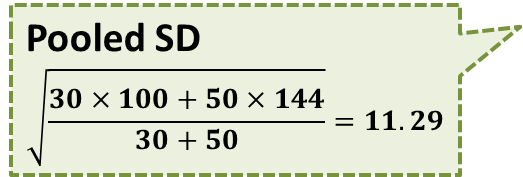 Pooled SD
√((30 × 100 + 50 × 144) / (30 + 50)) = 11.29